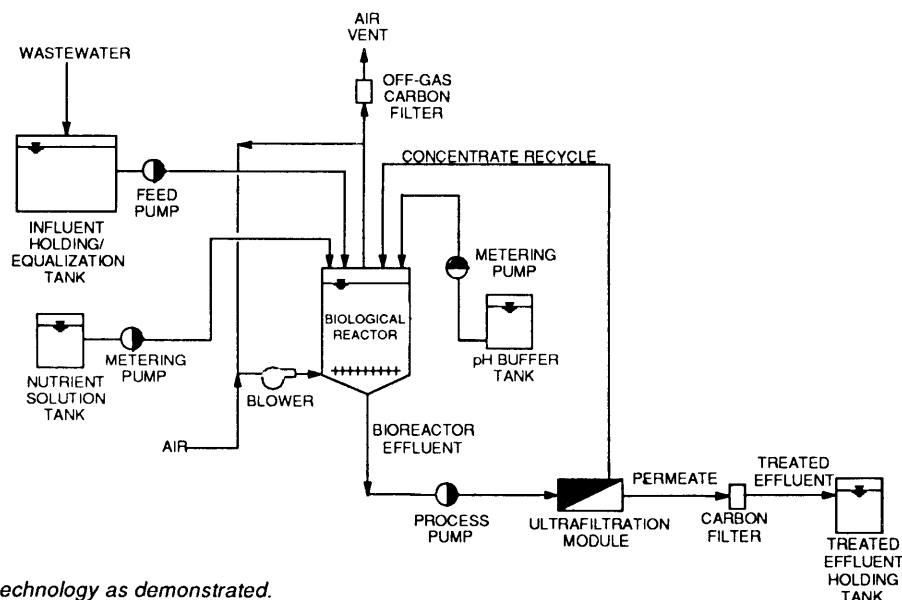 AIR
VENT
WASTEWATER
OFF-GAS
CARBON
FILTER
CONCENTRATE RECYCLE
FEED
PUMP
INFLUENT
HOLDING/
EQUALIZATION
TANK
METERING
PUMP
BIOLOGICAL
REACTOR
METERING
PUMP
pH BUFFER
TANK
NUTRIENT
SOLUTION
TANK
BLOWER
AIR
BIOREACTOR
EFFLUENT
PERMEATE
TREATED
EFFLUENT
PROCESS
PUMP
ULTRAFILTRATION
MODULE
CARBON
FILTER
TREATED
EFFLUENT
HOLDING
TANK
echnology as demonstrated.